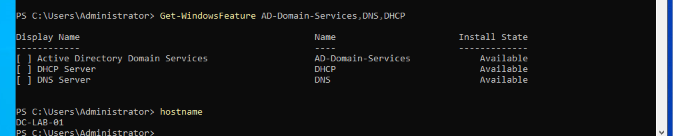 PS C:\Users\Administrator> Get-WindowsFeature AD-Domain-Services,DNS,DHCP
Display Name Name Install State
------------ ---- -------------
[ ] Active Directory Domain Services AD-Domain-Services Available
[ ] DHCP Server DHCP Available
[ ] DNS Server DNS Available
PS C:\Users\Administrator> hostname
DC-LAB-01
PS C:\Users\Administrator>